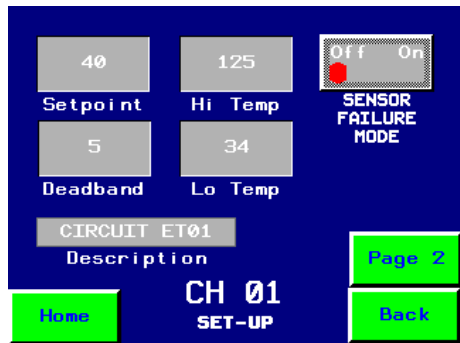 40
125
Off On
Setpoint
Hi Temp
SENSOR
FAILURE
MODE
5
34
Deadband
Lo Temp
CIRCUIT ET01
Description
Page 2
CH 01
SET-UP
Home
Back